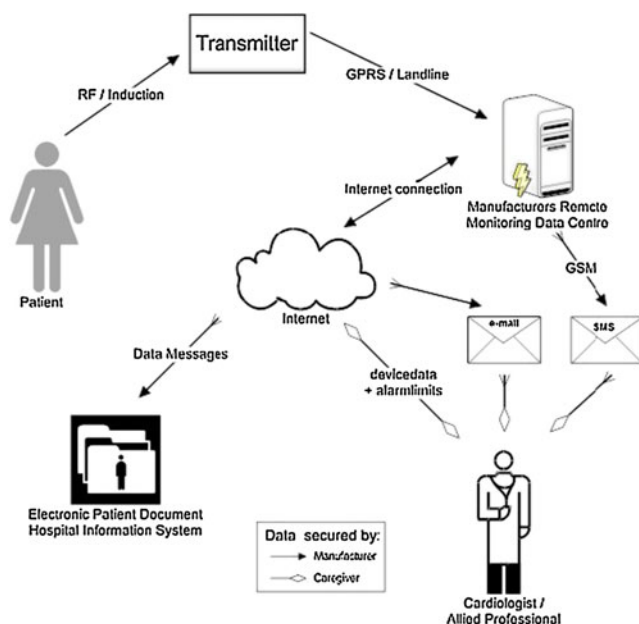 Transmitter
GPRS / Landline
RF / Induction
Internet connection
Manufacturers Remote
Monitoring Data Centre
GSM
Patient
Internet
e-mail
SMS
Data Messages
devicedata
+ alarmlimits
Electronic Patient Document
Hospital Information System
Data secured by:
Manufacturer
Caregiver
Cardiologist /
Allied Professional